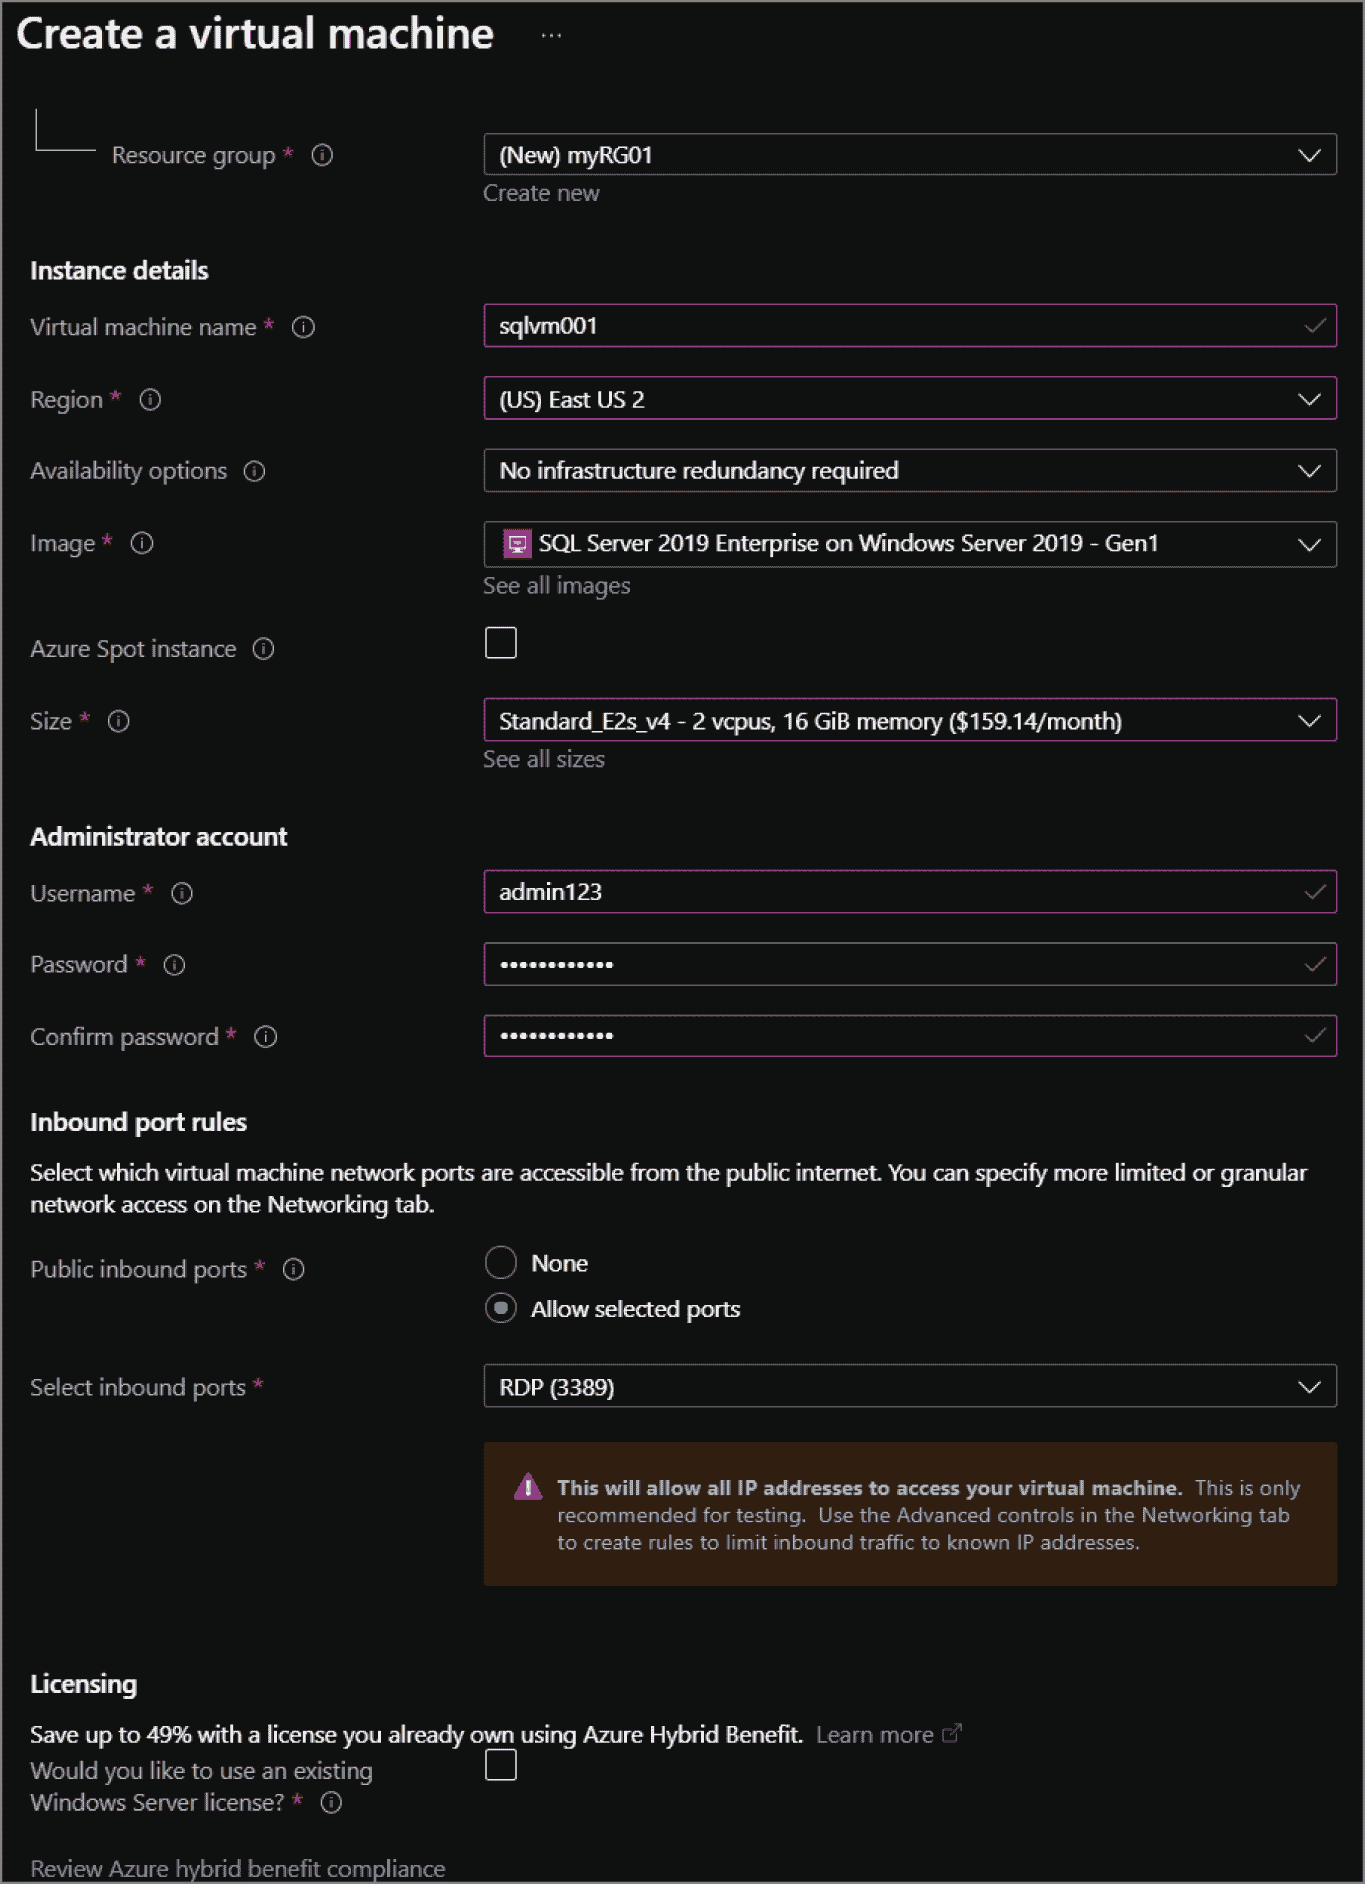 Create a virtual machine ...
Resource group *
(New) myRG01
Create new
Instance details
Virtual machine name *
sqlvm001
Region *
(US) East US 2
Availability options
No infrastructure redundancy required
Image *
SQL Server 2019 Enterprise on Windows Server 2019 - Gen1
See all images
Azure Spot instance
Size *
Standard_E2s_v4 - 2 vcpus, 16 GiB memory ($159.14/month)
See all sizes
Administrator account
Username *
admin123
Password *
••••••••••••
Confirm password *
••••••••••••
Inbound port rules
Select which virtual machine network ports are accessible from the public internet. You can specify more limited or granular
network access on the Networking tab.
Public inbound ports *
None
Allow selected ports
Select inbound ports *
RDP (3389)
This will allow all IP addresses to access your virtual machine. This is only
recommended for testing. Use the Advanced controls in the Networking tab
to create rules to limit inbound traffic to known IP addresses.
Licensing
Save up to 49% with a license you already own using Azure Hybrid Benefit. Learn more
Would you like to use an existing
Windows Server license? *
Review Azure hybrid benefit compliance